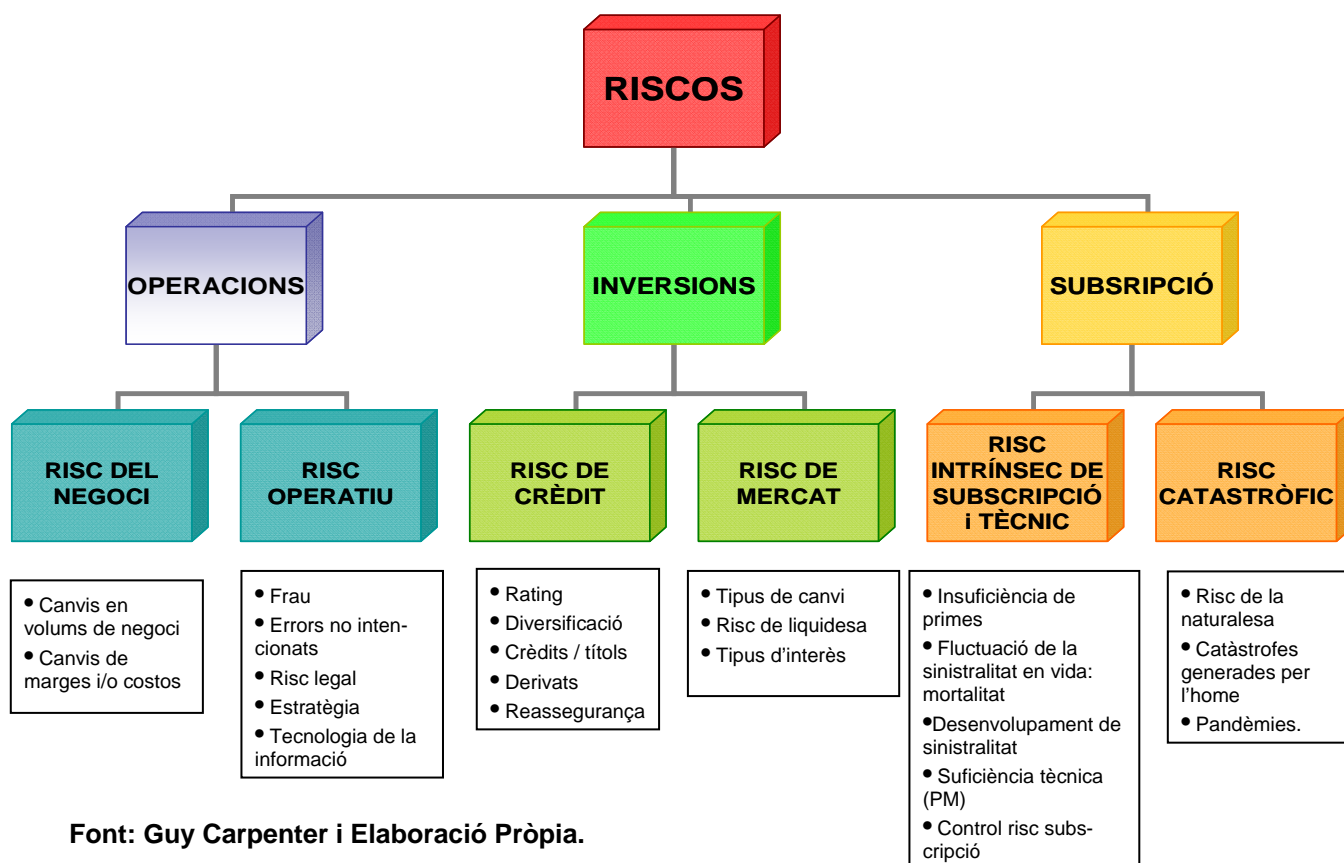 RISCOS
OPERACIONS
INVERSIONS
SUBSRIPCIÓ
RISC DEL
NEGOCI
RISC
OPERATIU
RISC DE
CRÈDIT
RISC DE
MERCAT
RISC
INTRÍNSEC DE
SUBSCRIPCIÓ
i TÈCNIC
RISC
CATASTRÒFIC
• Canvis en
volums de negoci
• Canvis de
marges i/o costos
• Frau
• Errors no inten-
cionats
• Risc legal
• Estratègia
• Tecnologia de la
informació
• Rating
• Diversificació
• Crèdits / títols
• Derivats
• Reassegurança
• Tipus de canvi
• Risc de liquidesa
• Tipus d’interès
• Insuficiència de
primes
• Fluctuació de la
sinistralitat en vida:
mortalitat
•Desenvolupament de
sinistralitat
• Suficiència tècnica
(PM)
• Control risc subs-
cripció
• Risc de la
naturalesa
• Catàstrofes
generades per
l’home
• Pandèmies.
Font: Guy Carpenter i Elaboració Pròpia.